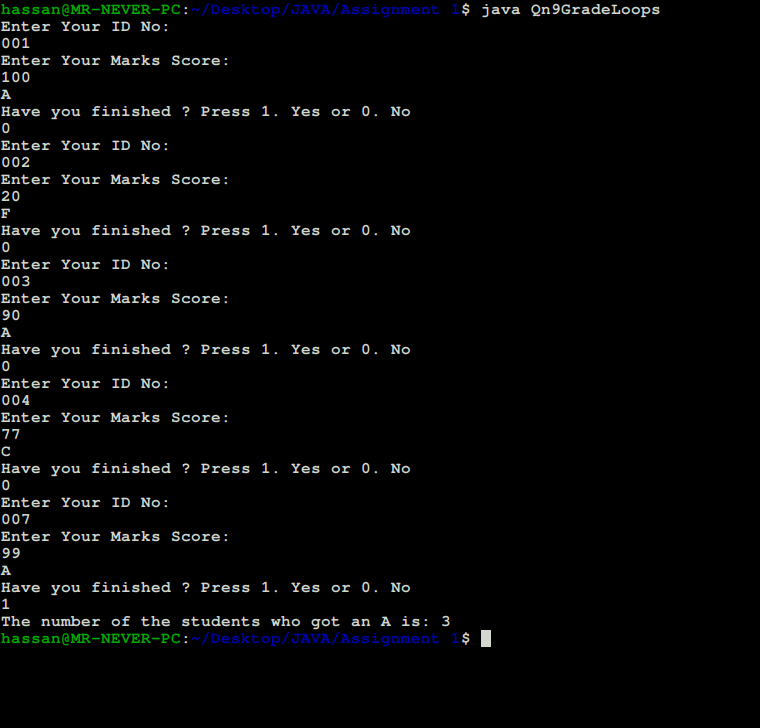 hassan@MR-NEVER-PC:~/Desktop/JAVA/Assignment 1$ java Qn9GradeLoops
Enter Your ID No:
001
Enter Your Marks Score:
100
A
Have you finished ? Press 1. Yes or 0. No
0
Enter Your ID No:
002
Enter Your Marks Score:
20
F
Have you finished ? Press 1. Yes or 0. No
0
Enter Your ID No:
003
Enter Your Marks Score:
90
A
Have you finished ? Press 1. Yes or 0. No
0
Enter Your ID No:
004
Enter Your Marks Score:
77
C
Have you finished ? Press 1. Yes or 0. No
0
Enter Your ID No:
007
Enter Your Marks Score:
99
A
Have you finished ? Press 1. Yes or 0. No
1
The number of the students who got an A is: 3
hassan@MR-NEVER-PC:~/Desktop/JAVA/Assignment 1$